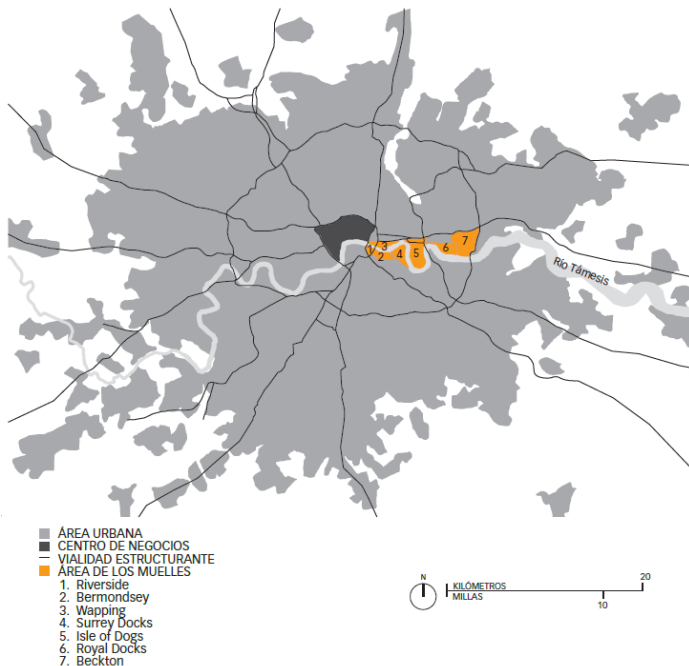 1
3
2
4
5
6
7
Río Támesis
ÁREA URBANA
CENTRO DE NEGOCIOS
VIALIDAD ESTRUCTURANTE
ÁREA DE LOS MUELLES
1. Riverside
2. Bermondsey
3. Wapping
4. Surrey Docks
5. Isle of Dogs
6. Royal Docks
7. Beckton
N
KILÓMETROS 20
MILLAS 10